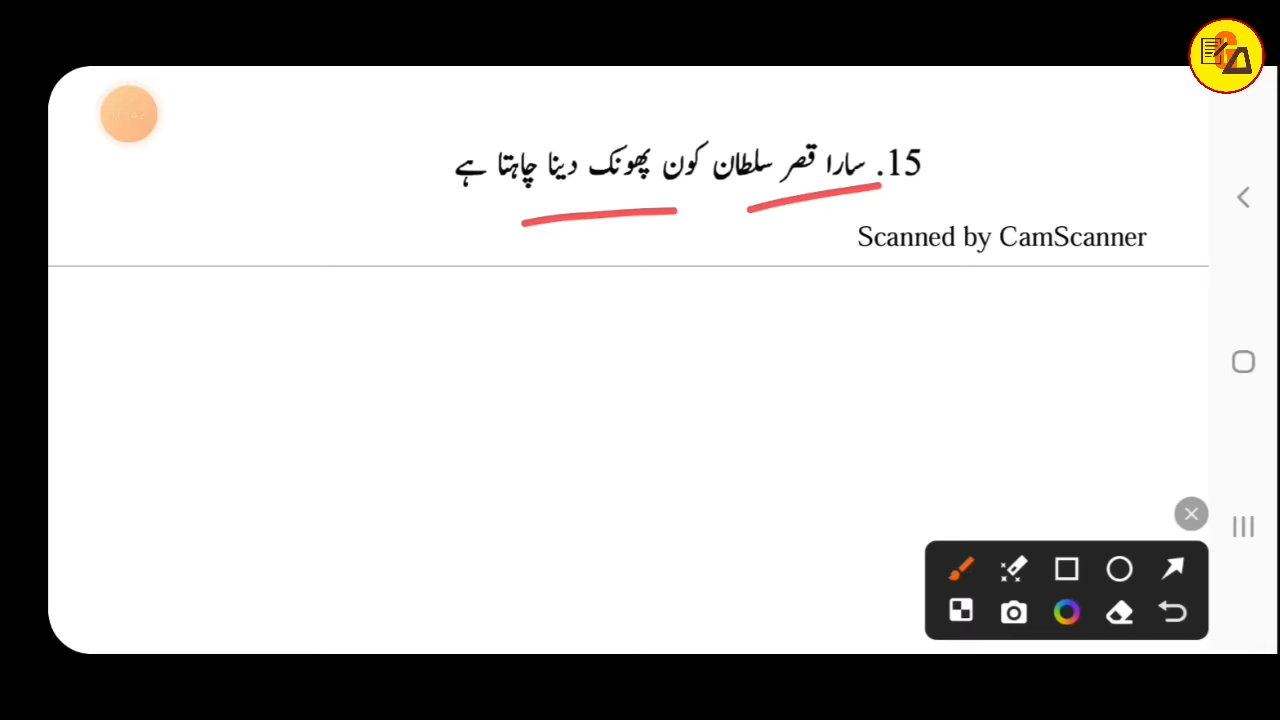 15. سارا قصر سلطان کون پھونک دینا چاہتا ہے
Scanned by CamScanner